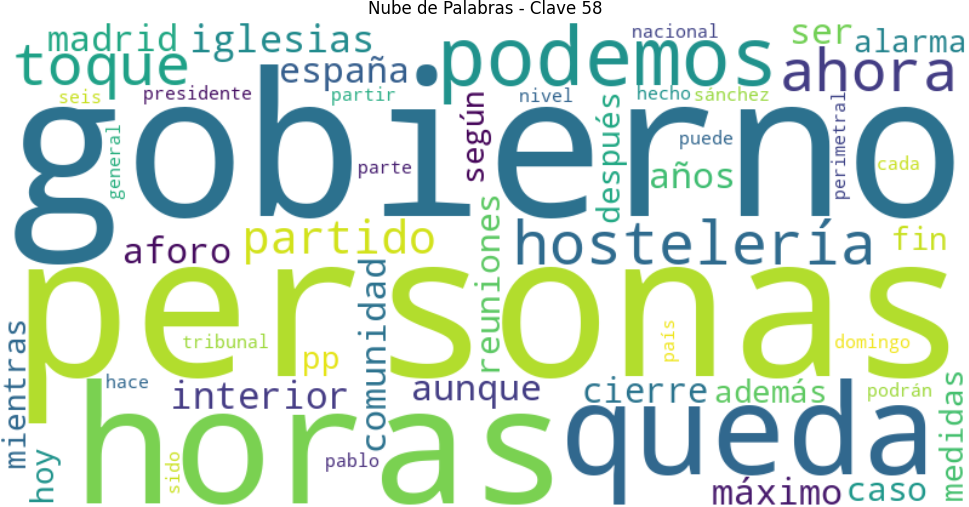 Nube de Palabras - Clave 58
madrid iglesias podemos nacional ser alarma
toque españa ahora
seis presidente partir según nivel después hecho sánchez
gobierno
general parte puede años perimetral cada
aforo partido reuniones hostelería fin
personas
mientras tribunal pp comunidad país domingo
hace interior aunque cierre además podrán medidas
horas queda
hoy sido pablo máximo caso